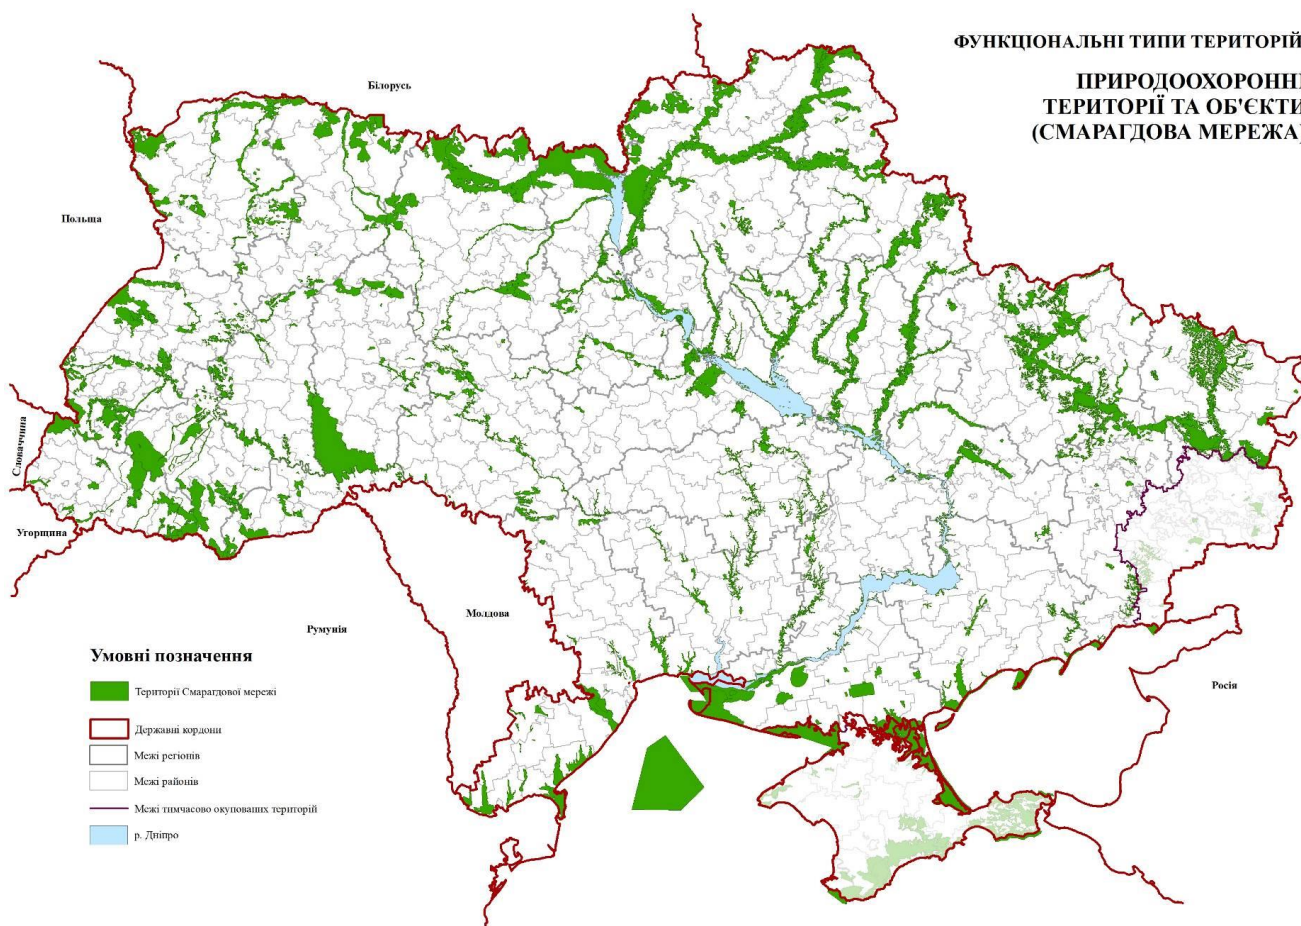 ФУНКЦІОНАЛЬНІ ТИПИ ТЕРИТОРІЙ
ПРИРОДООХОРОННІ
ТЕРИТОРІЇ ТА ОБ'ЄКТИ
(СМАРАГДОВА МЕРЕЖА)
Білорусь
Польща
Словаччина
Угорщина
Румунія
Молдова
Росія
Умовні позначення
Території Смарагдової мережі
Державні кордони
Межі регіонів
Межі районів
Межі тимчасово окупованих територій
р. Дніпро